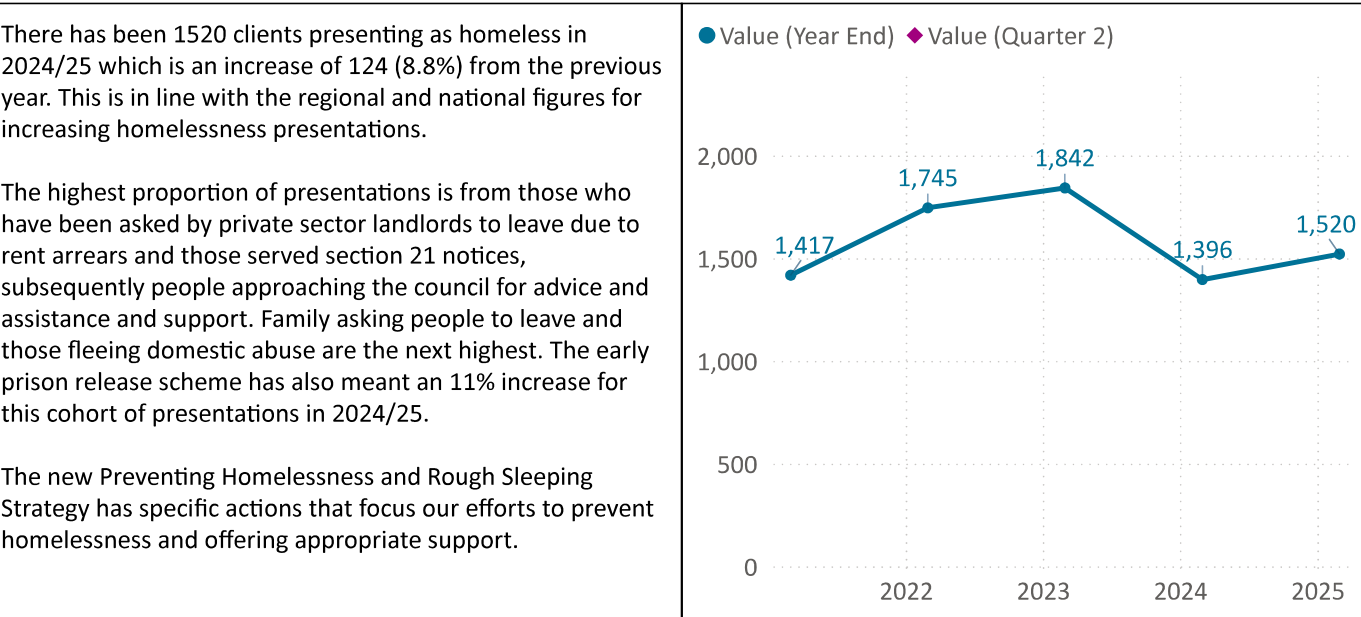 There has been 1520 clients presenting as homeless in
2024/25 which is an increase of 124 (8.8%) from the previous
year. This is in line with the regional and national figures for
increasing homelessness presentations.
The highest proportion of presentations is from those who
have been asked by private sector landlords to leave due to
rent arrears and those served section 21 notices,
subsequently people approaching the council for advice and
assistance and support. Family asking people to leave and
those fleeing domestic abuse are the next highest. The early
prison release scheme has also meant an 11% increase for
this cohort of presentations in 2024/25.
The new Preventing Homelessness and Rough Sleeping
Strategy has specific actions that focus our efforts to prevent
homelessness and offering appropriate support.
Value (Year End) Value (Quarter 2)
2,000
1,500
1,000
500
0
1,417
1,745
1,842
1,396
1,520
2022 2023 2024 2025